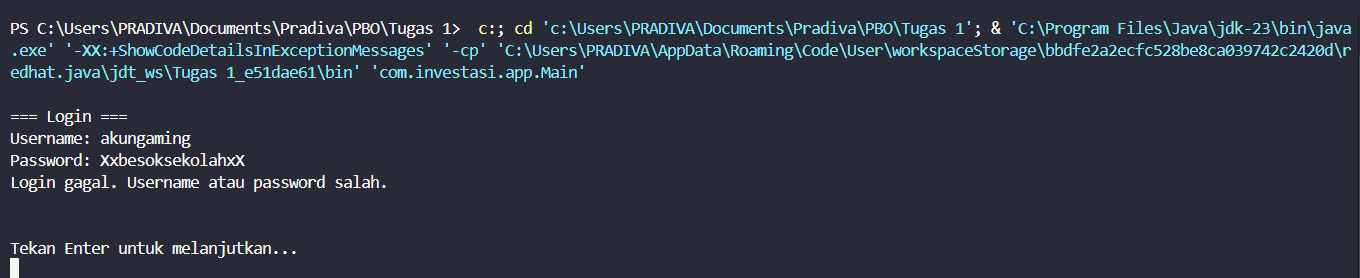 PS C:\Users\PRADIVA\Documents\Pradiva\PBO\Tugas 1>  c:; cd 'c:\Users\PRADIVA\Documents\Pradiva\PBO\Tugas 1'; & 'C:\Program Files\Java\jdk-23\bin\java
.exe' '-XX:+ShowCodeDetailsInExceptionMessages' '-cp' 'C:\Users\PRADIVA\AppData\Roaming\Code\User\workspaceStorage\bbdfe2a2ecfc528be8ca039742c2420d\r
edhat.java\jdt_ws\Tugas 1_e51dae61\bin' 'com.investasi.app.Main'
=== Login ===
Username: akungaming
Password: XxbesoksekolahxX
Login gagal. Username atau password salah.
Tekan Enter untuk melanjutkan...